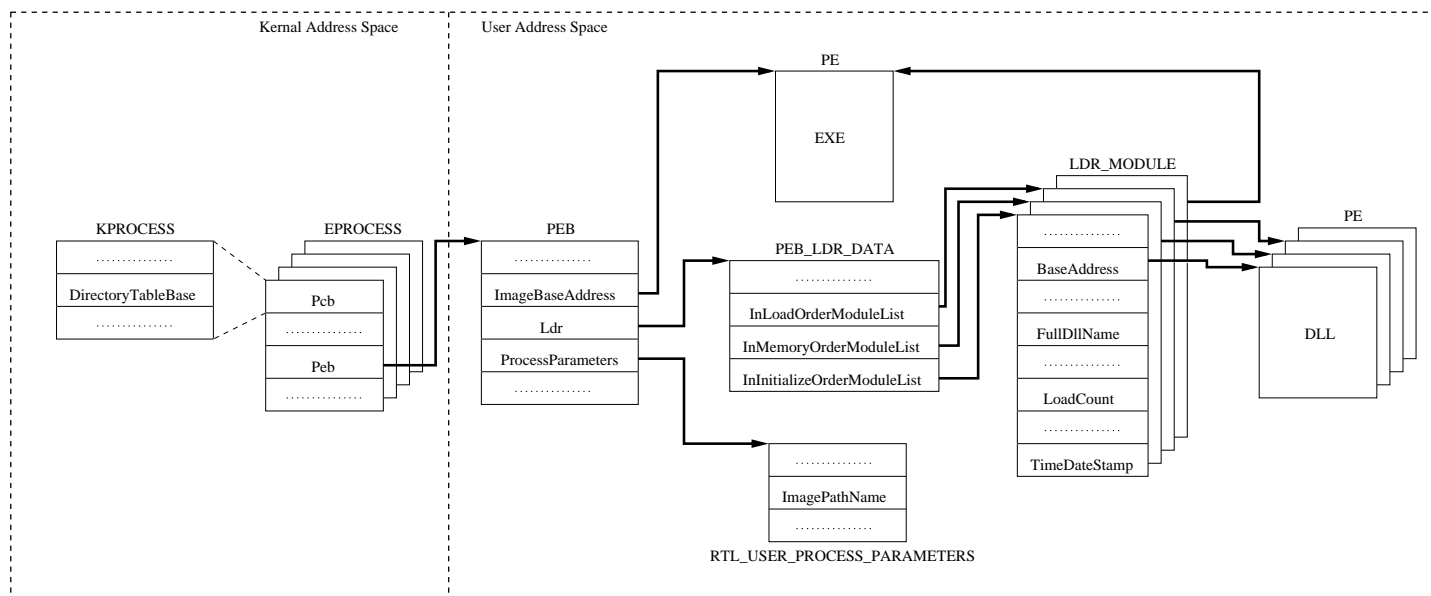 Kernal Address Space
User Address Space
PE
EXE
LDR_MODULE
KPROCESS
...............
DirectoryTableBase
...............
EPROCESS
Pcb
...............
Peb
...............
PEB
...............
ImageBaseAddress
Ldr
ProcessParameters
...............
PEB_LDR_DATA
...............
InLoadOrderModuleList
InMemoryOrderModuleList
InInitializeOrderModuleList
...............
BaseAddress
...............
FullDllName
...............
LoadCount
...............
TimeDateStamp
PE
DLL
...............
ImagePathName
...............
RTL_USER_PROCESS_PARAMETERS